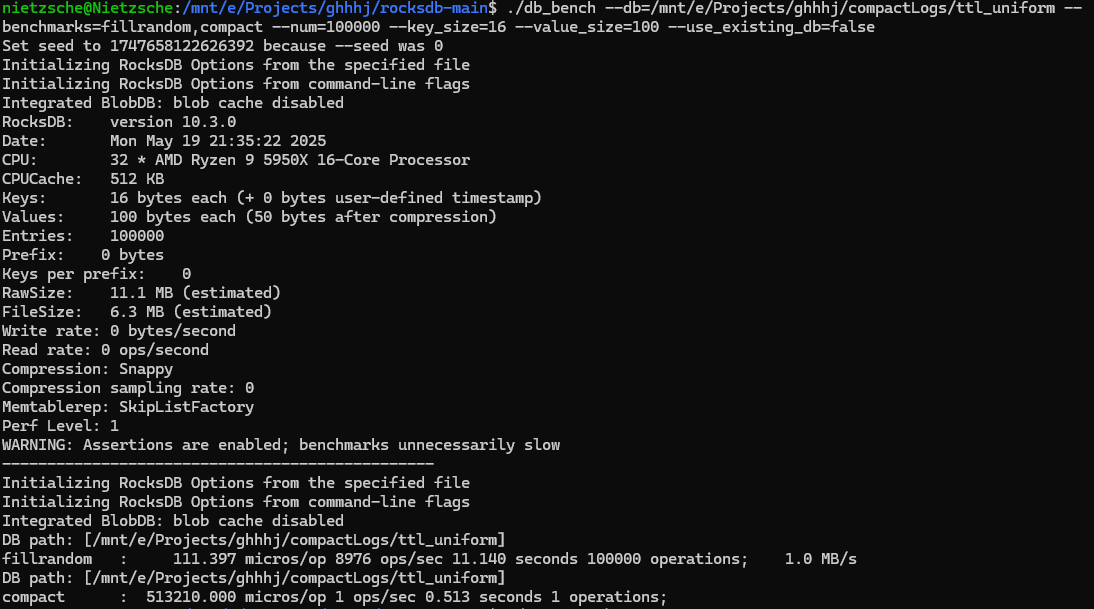 nietzsche@Nietzsche:/mnt/e/Projects/ghhhj/rocksdb-main$ ./db_bench --db=/mnt/e/Projects/ghhhj/compactLogs/ttl_uniform --
benchmarks=fillrandom,compact --num=100000 --key_size=16 --value_size=100 --use_existing_db=false
Set seed to 1747658122626392 because --seed was 0
Initializing RocksDB Options from the specified file
Initializing RocksDB Options from command-line flags
Integrated BlobDB: blob cache disabled
RocksDB:    version 10.3.0
Date:       Mon May 19 21:35:22 2025
CPU:        32 * AMD Ryzen 9 5950X 16-Core Processor
CPUCache:   512 KB
Keys:       16 bytes each (+ 0 bytes user-defined timestamp)
Values:     100 bytes each (50 bytes after compression)
Entries:    100000
Prefix:    0 bytes
Keys per prefix:    0
RawSize:    11.1 MB (estimated)
FileSize:   6.3 MB (estimated)
Write rate: 0 bytes/second
Read rate: 0 ops/second
Compression: Snappy
Compression sampling rate: 0
Memtablerep: SkipListFactory
Perf Level: 1
WARNING: Assertions are enabled; benchmarks unnecessarily slow
------------------------------------------------
Initializing RocksDB Options from the specified file
Initializing RocksDB Options from command-line flags
Integrated BlobDB: blob cache disabled
DB path: [/mnt/e/Projects/ghhhj/compactLogs/ttl_uniform]
fillrandom   :     111.397 micros/op 8976 ops/sec 11.140 seconds 100000 operations;    1.0 MB/s
DB path: [/mnt/e/Projects/ghhhj/compactLogs/ttl_uniform]
compact      :  513210.000 micros/op 1 ops/sec 0.513 seconds 1 operations;